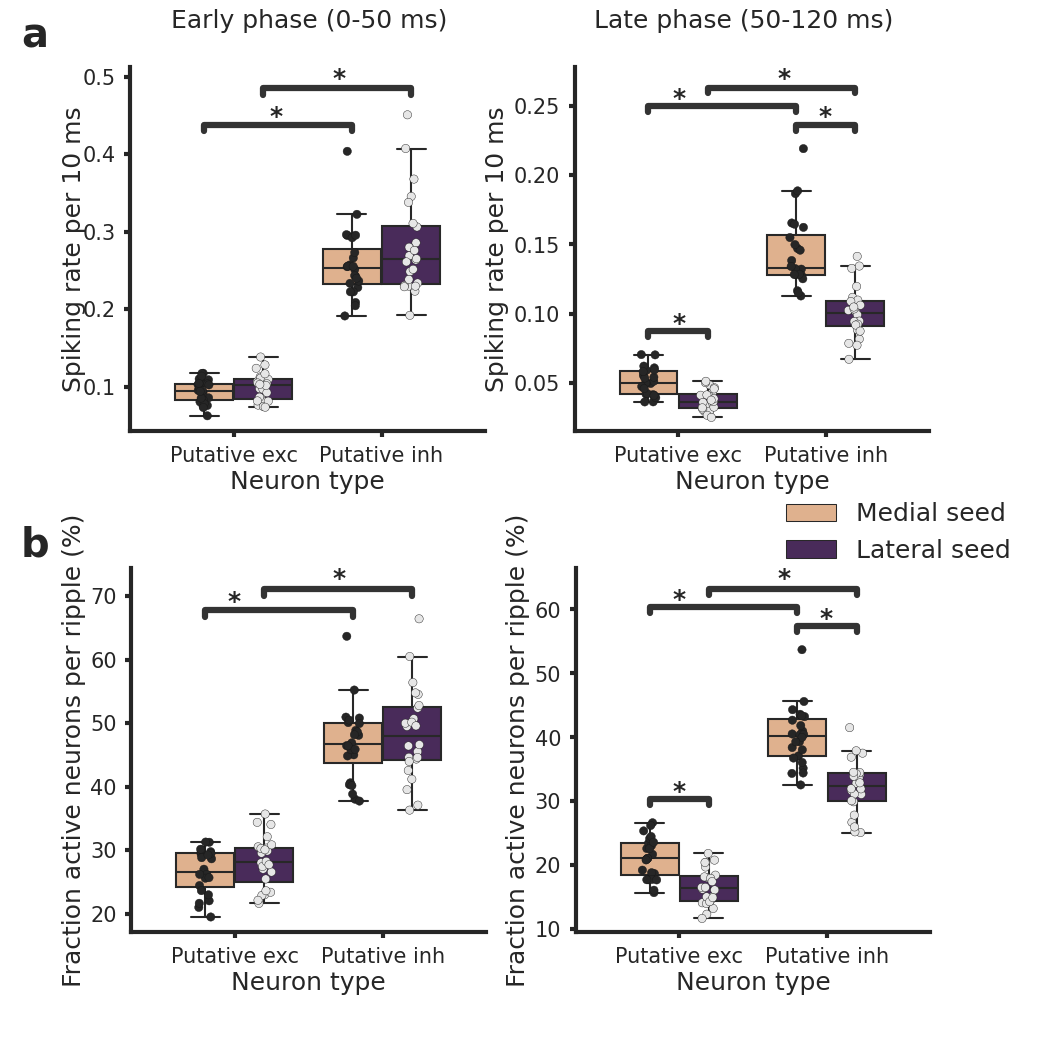 Early phase (0-50 ms)
Late phase (50-120 ms)
a
Spiking rate per 10 ms
0.5
0.4
0.3
0.2
0.1
*
*
Putative exc
Putative inh
Neuron type
Spiking rate per 10 ms
0.25
0.20
0.15
0.10
0.05
*
*
*
*
Putative exc
Putative inh
Neuron type
Medial seed
Lateral seed
b
Fraction active neurons per ripple (%)
70
60
50
40
30
20
*
*
Putative exc
Putative inh
Neuron type
Fraction active neurons per ripple (%)
60
50
40
30
20
10
*
*
*
*
Putative exc
Putative inh
Neuron type